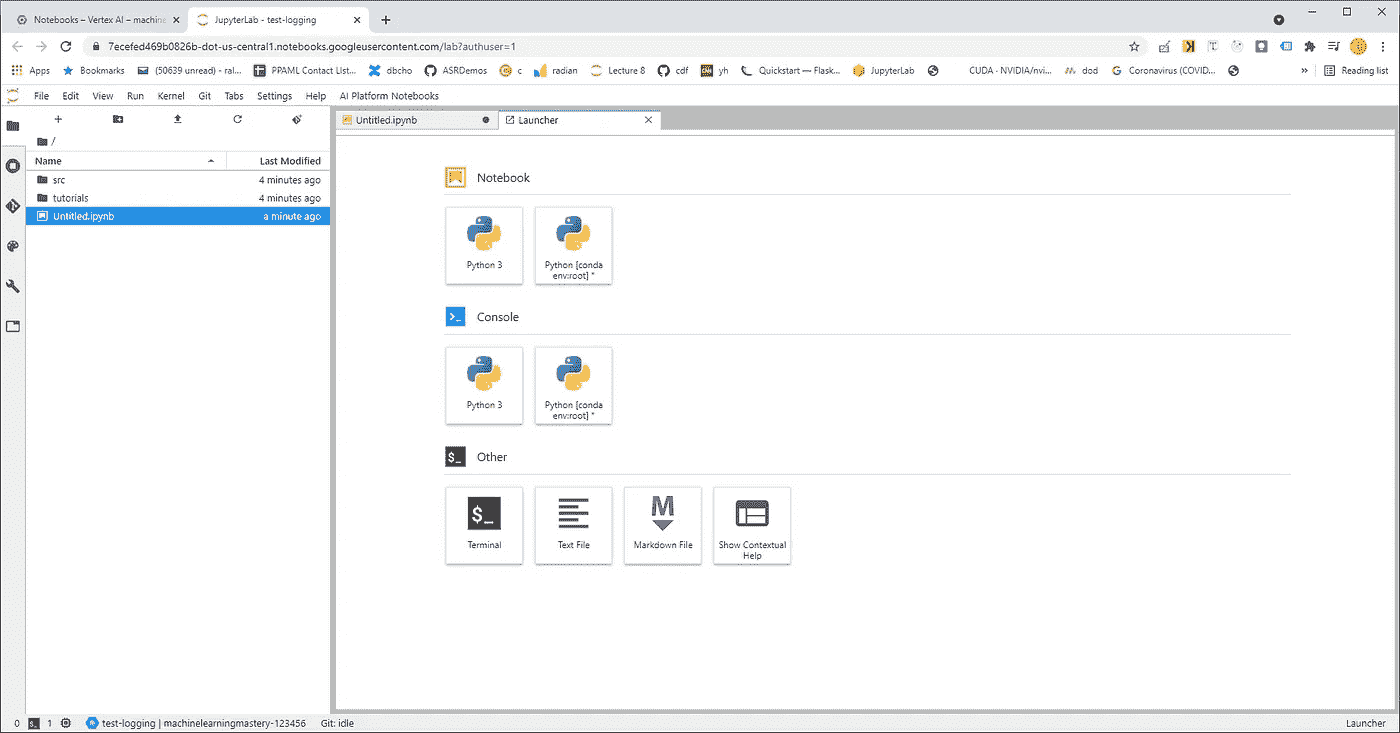 Notebooks – Vertex AI – machine
JupyterLab - test-logging
7ecefed469b0826b-dot-us-central1.notebooks.googleusercontent.com/lab?authuser=1
Apps Bookmarks (50639 unread) - ral... PPAML Contact List... dbcho ASRDemos c radian Lecture 8 cdf yh Quickstart — Flask... JupyterLab CUDA - NVIDIA/nvi... dod Coronavirus (COVID... » Reading list
File Edit View Run Kernel Git Tabs Settings Help AI Platform Notebooks
Untitled.ipynb
Launcher
/
Name Last Modified
src 4 minutes ago
tutorials 4 minutes ago
Untitled.ipynb a minute ago
Notebook
Python 3
Python [conda
env:root] *
Console
Python 3
Python [conda
env:root] *
$_ Other
$_
Terminal
Text File
M
Markdown File
Show Contextual
Help
0 $_ 1 test-logging | machinelearningmastery-123456 Git: idle Launcher